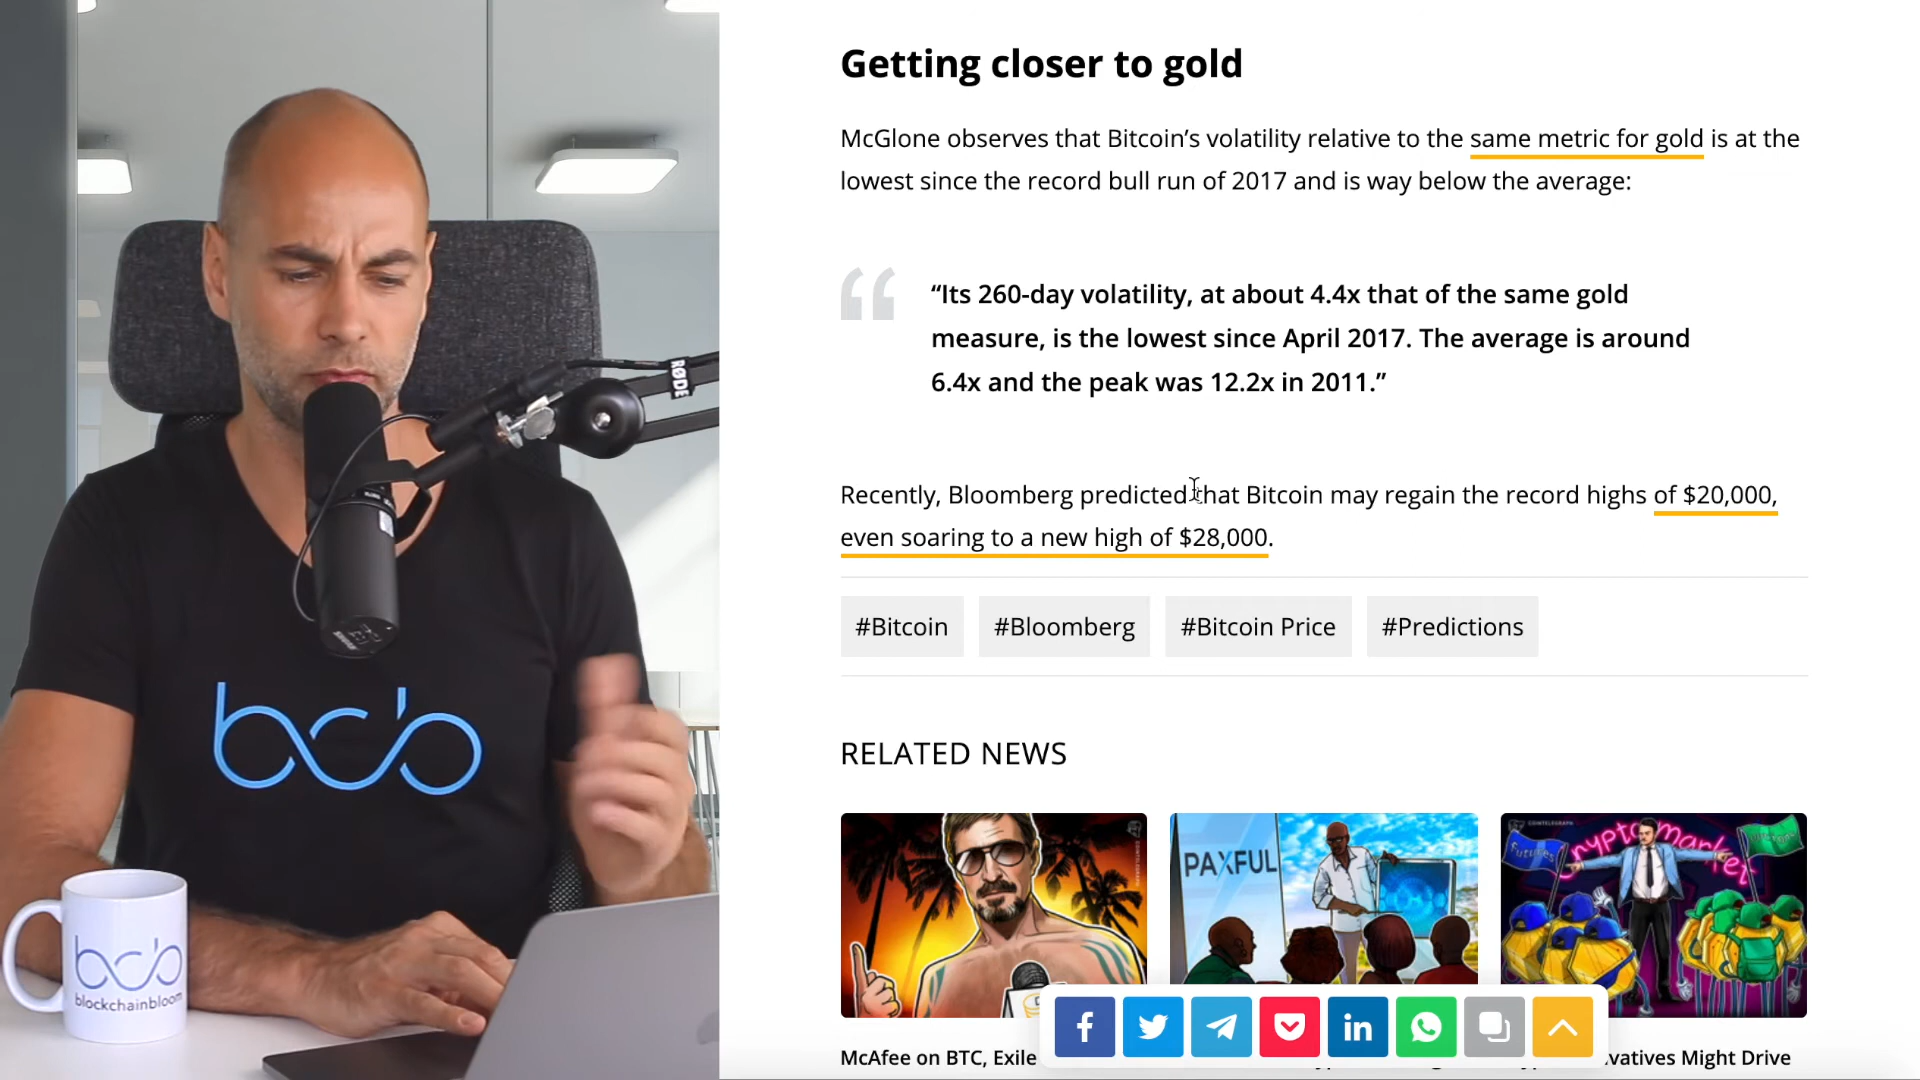 Getting closer to gold
McGlone observes that Bitcoin’s volatility relative to the same metric for gold is at the
lowest since the record bull run of 2017 and is way below the average:
“Its 260-day volatility, at about 4.4x that of the same gold
measure, is the lowest since April 2017. The average is around
6.4x and the peak was 12.2x in 2011.”
Recently, Bloomberg predicted that Bitcoin may regain the record highs of $20,000,
even soaring to a new high of $28,000.
#Bitcoin #Bloomberg #Bitcoin Price #Predictions
RELATED NEWS
PAXFUL
Futures
cryptomarket
McAfee on BTC, Exile
vatives Might Drive
RØDE
bcb
bcb
blockchainbloom